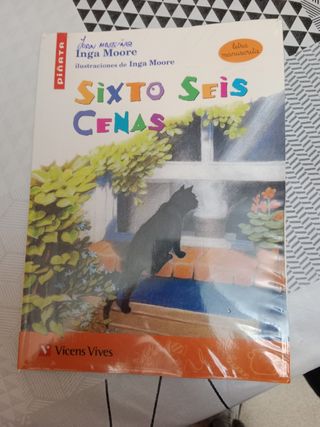 PIÑATA
Inga Moore
ilustraciones de Inga Moore
letra
manuscrita
SIXTO SEIS
CENAS
Vicens Vives